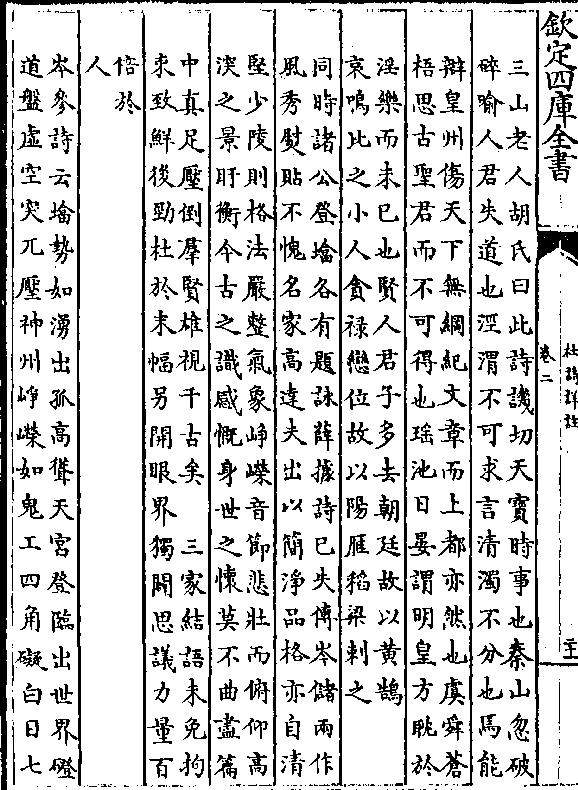 欽定四庫全書
杜詩詳註
卷二
三山老人胡氏曰此詩譏切天寶時事也秦山忽破
碎喻人君失道也涇渭不可求言清濁不分也焉能
辯皇州傷天下無綱紀文章而上都亦然也虞舜蒼
梧思古聖君而不可得也瑤池日晏謂明皇方眈於
淫樂而未已也賢人君子多去朝廷故以黃鵠
哀鳴比之小人貪禄戀位故以陽雁稻梁刺之
同時諸公登塔各有題詠薛據詩已失傳岑儲兩作
風秀熨貼不愧名家高達夫出以簡淨品格亦自清
堅少陵則格法嚴整氣象崢嶸音節悲壯而俯仰高
深之景盱衡今古之識感慨身世之懷莫不曲盡篇
中真足壓倒羣賢雄視千古矣 三家結語未免拘
束致鮮後勁杜於末幅另開眼界獨闢思議力量百
倍於
人
岑參詩云塔勢如湧出孤高聳天宮登臨出世界磴
道盤虛空突兀壓神州崢嶸如鬼工四角礙白日七